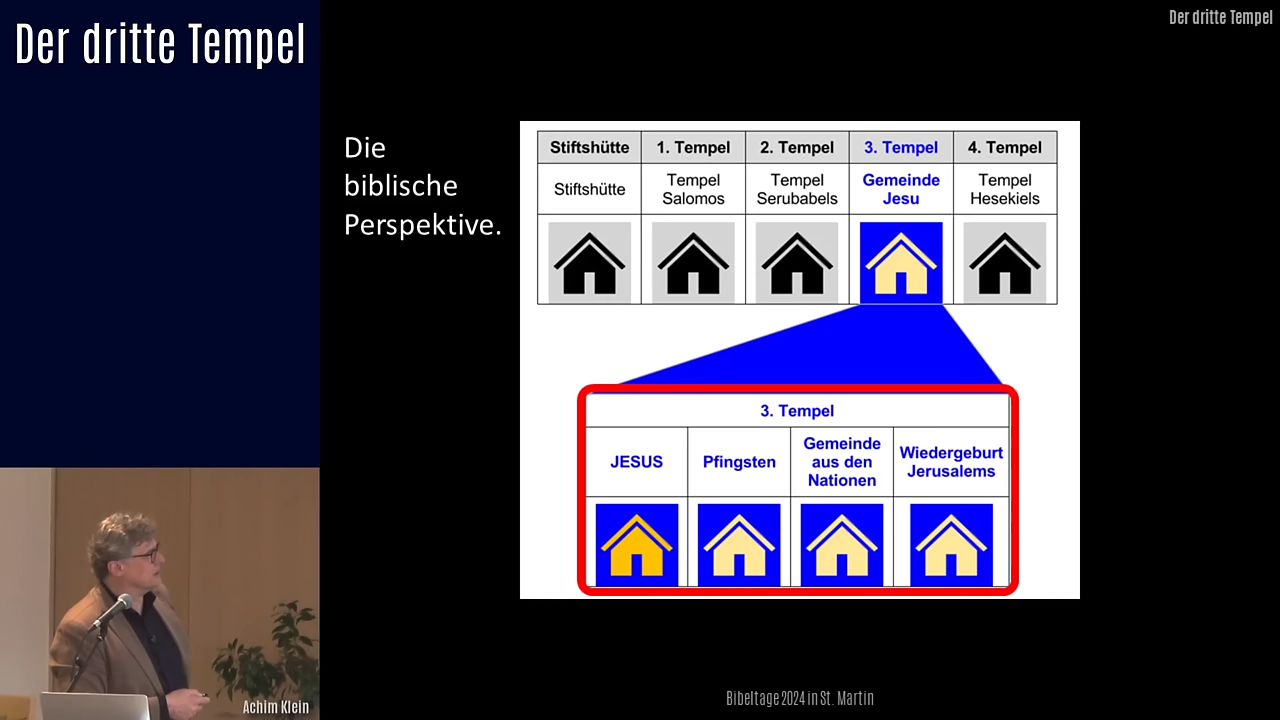 Der dritte Tempel
Der dritte Tempel
Die
biblische
Perspektive.
Stiftshütte 1. Tempel 2. Tempel 3. Tempel 4. Tempel
Stiftshütte Tempel Salomos Tempel Serubabels Gemeinde Jesu Tempel Hesekiels
3. Tempel
JESUS Pfingsten Gemeinde aus den Nationen Wiedergeburt Jerusalems
Achim Klein
Bibeltage 2024 in St. Martin